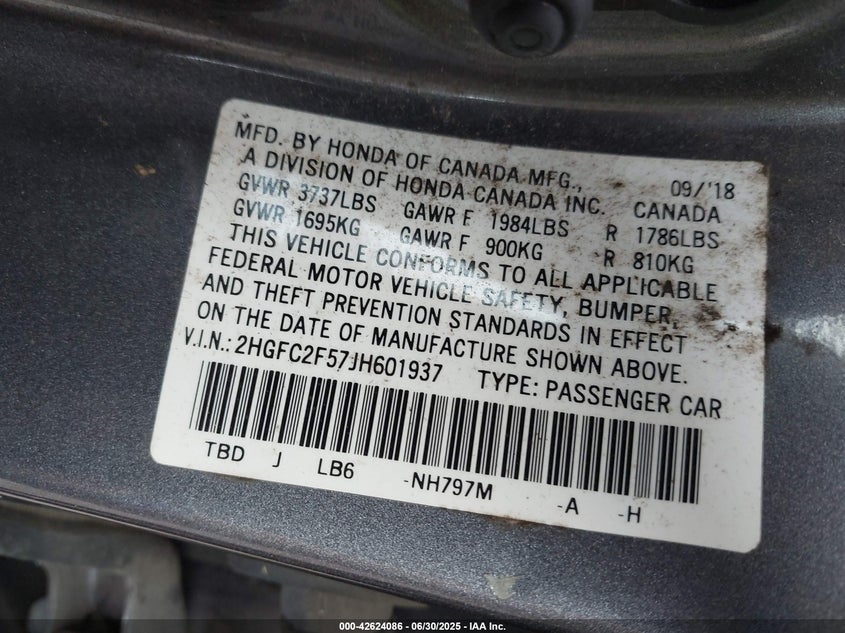 MFD. BY HONDA OF CANADA MFG., 09/'18
A DIVISION OF HONDA CANADA INC. CANADA
GVWR 3737LBS GAWR F 1984LBS R 1786LBS
GVWR 1695KG GAWR F 900KG R 810KG
THIS VEHICLE CONFORMS TO ALL APPLICABLE
FEDERAL MOTOR VEHICLE SAFETY, BUMPER,
AND THEFT PREVENTION STANDARDS IN EFFECT
ON THE DATE OF MANUFACTURE SHOWN ABOVE.
V.I.N.: 2HGFC2F57JH601937 TYPE: PASSENGER CAR
TBD J LB6 -NH797M -A -H
000-42624086 - 06/30/2025 - IAA Inc.